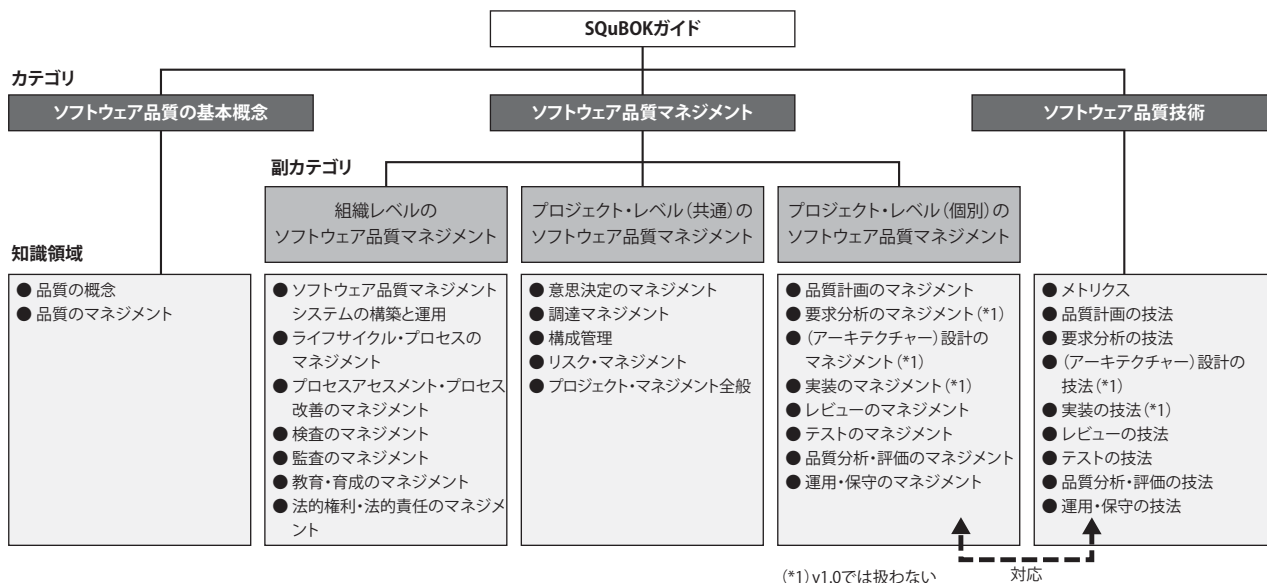 SQuBOKガイド
カテゴリ
ソフトウェア品質の基本概念
ソフトウェア品質マネジメント
ソフトウェア品質技術
副カテゴリ
組織レベルの
ソフトウェア品質マネジメント
プロジェクト・レベル(共通)の
ソフトウェア品質マネジメント
プロジェクト・レベル(個別)の
ソフトウェア品質マネジメント
知識領域
● 品質の概念
● 品質のマネジメント
● ソフトウェア品質マネジメント
システムの構築と運用
● ライフサイクル・プロセスの
マネジメント
● プロセスアセスメント・プロセス
改善のマネジメント
● 検査のマネジメント
● 監査のマネジメント
● 教育・育成のマネジメント
● 法的権利・法的責任のマネジメ
ント
● 意思決定のマネジメント
● 調達マネジメント
● 構成管理
● リスク・マネジメント
● プロジェクト・マネジメント全般
● 品質計画のマネジメント
● 要求分析のマネジメント(*1)
● (アーキテクチャー)設計の
マネジメント(*1)
● 実装のマネジメント(*1)
● レビューのマネジメント
● テストのマネジメント
● 品質分析・評価のマネジメント
● 運用・保守のマネジメント
● メトリクス
● 品質計画の技法
● 要求分析の技法
● (アーキテクチャー)設計の
技法(*1)
● 実装の技法(*1)
● レビューの技法
● テストの技法
● 品質分析・評価の技法
● 運用・保守の技法
(*1)v1.0では扱わない
対応